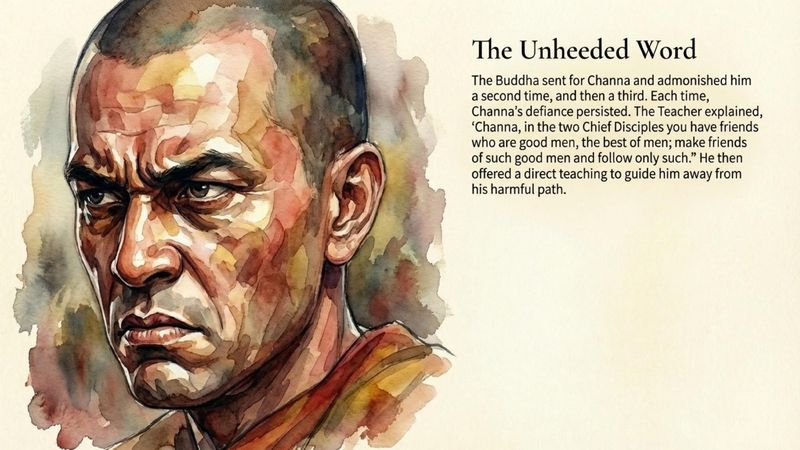 The Unheeded Word
The Buddha sent for Channa and admonished him
a second time, and then a third. Each time,
Channa’s defiance persisted. The Teacher explained,
‘Channa, in the two Chief Disciples you have friends
who are good men, the best of men; make friends
of such good men and follow only such.” He then
offered a direct teaching to guide him away from
his harmful path.